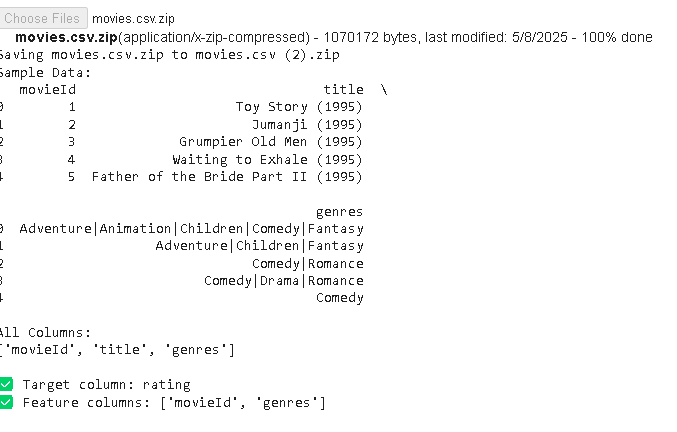 Choose Files movies.csv.zip
movies.csv.zip(application/x-zip-compressed) - 1070172 bytes, last modified: 5/8/2025 - 100% done
Saving movies.csv.zip to movies.csv (2).zip
Sample Data:
movieId title \
0 1 Toy Story (1995)
1 2 Jumanji (1995)
2 3 Grumpier Old Men (1995)
3 4 Waiting to Exhale (1995)
4 5 Father of the Bride Part II (1995)
genres
0 Adventure|Animation|Children|Comedy|Fantasy
1 Adventure|Children|Fantasy
2 Comedy|Romance
3 Comedy|Drama|Romance
4 Comedy
All Columns:
['movieId', 'title', 'genres']
✅ Target column: rating
✅ Feature columns: ['movieId', 'genres']